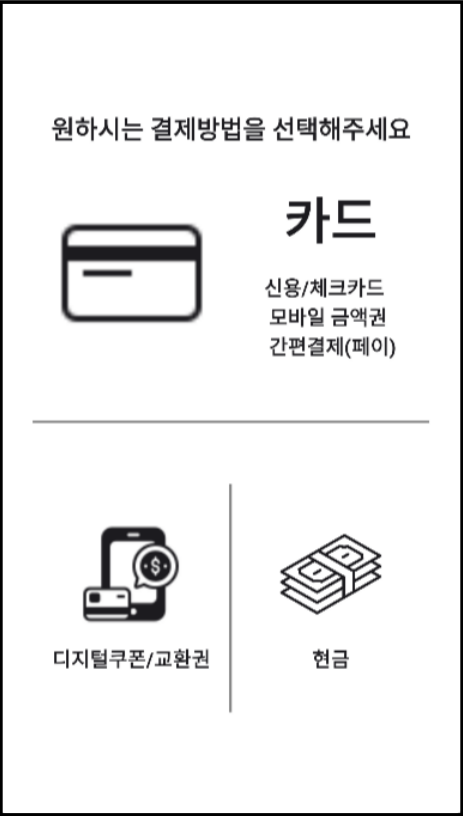 원하시는 결제방법을 선택해주세요
카드
신용/체크카드
모바일 금액권
간편결제(페이)
$
디지털쿠폰/교환권
현금